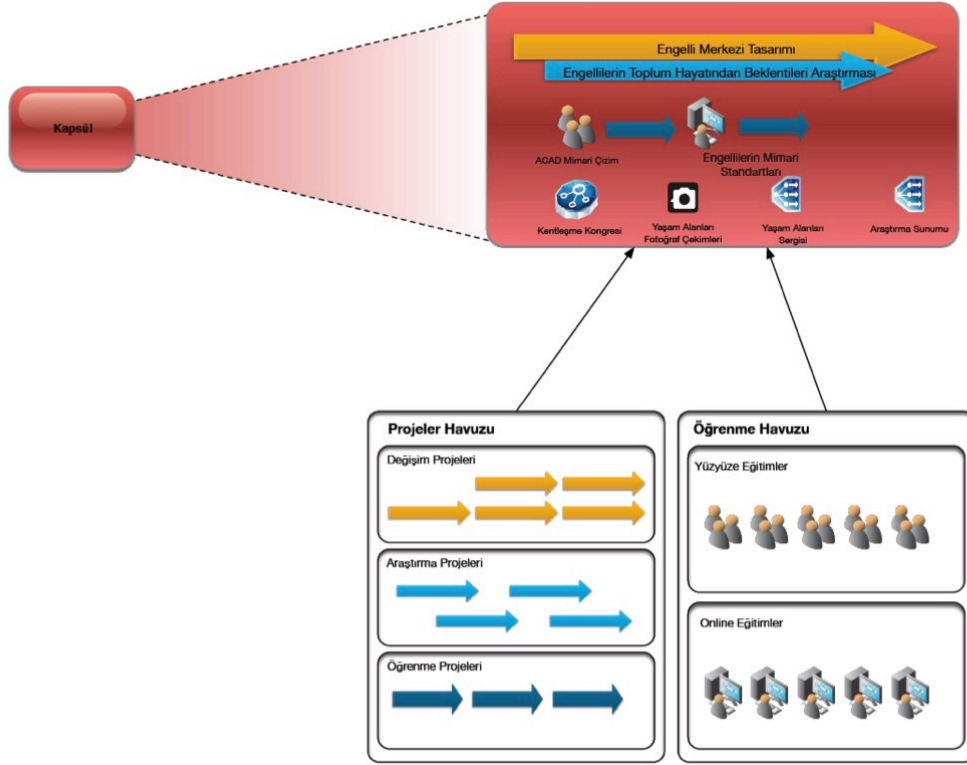 Kapsül
Engelli Merkezi Tasarımı
Engellilerin Toplum Hayatından Beklentileri Araştırması
ACAD Mimari Çizim
Engellilerin Mimari
Standartları
Kentleşme Kongresi
Yaşam Alanları
Fotoğraf Çekimleri
Yaşam Alanları
Sergisi
Araştırma Sunumu
Projeler Havuzu
Değişim Projeleri
Araştırma Projeleri
Öğrenme Projeleri
Öğrenme Havuzu
Yüzyüze Eğitimler
Online Eğitimler